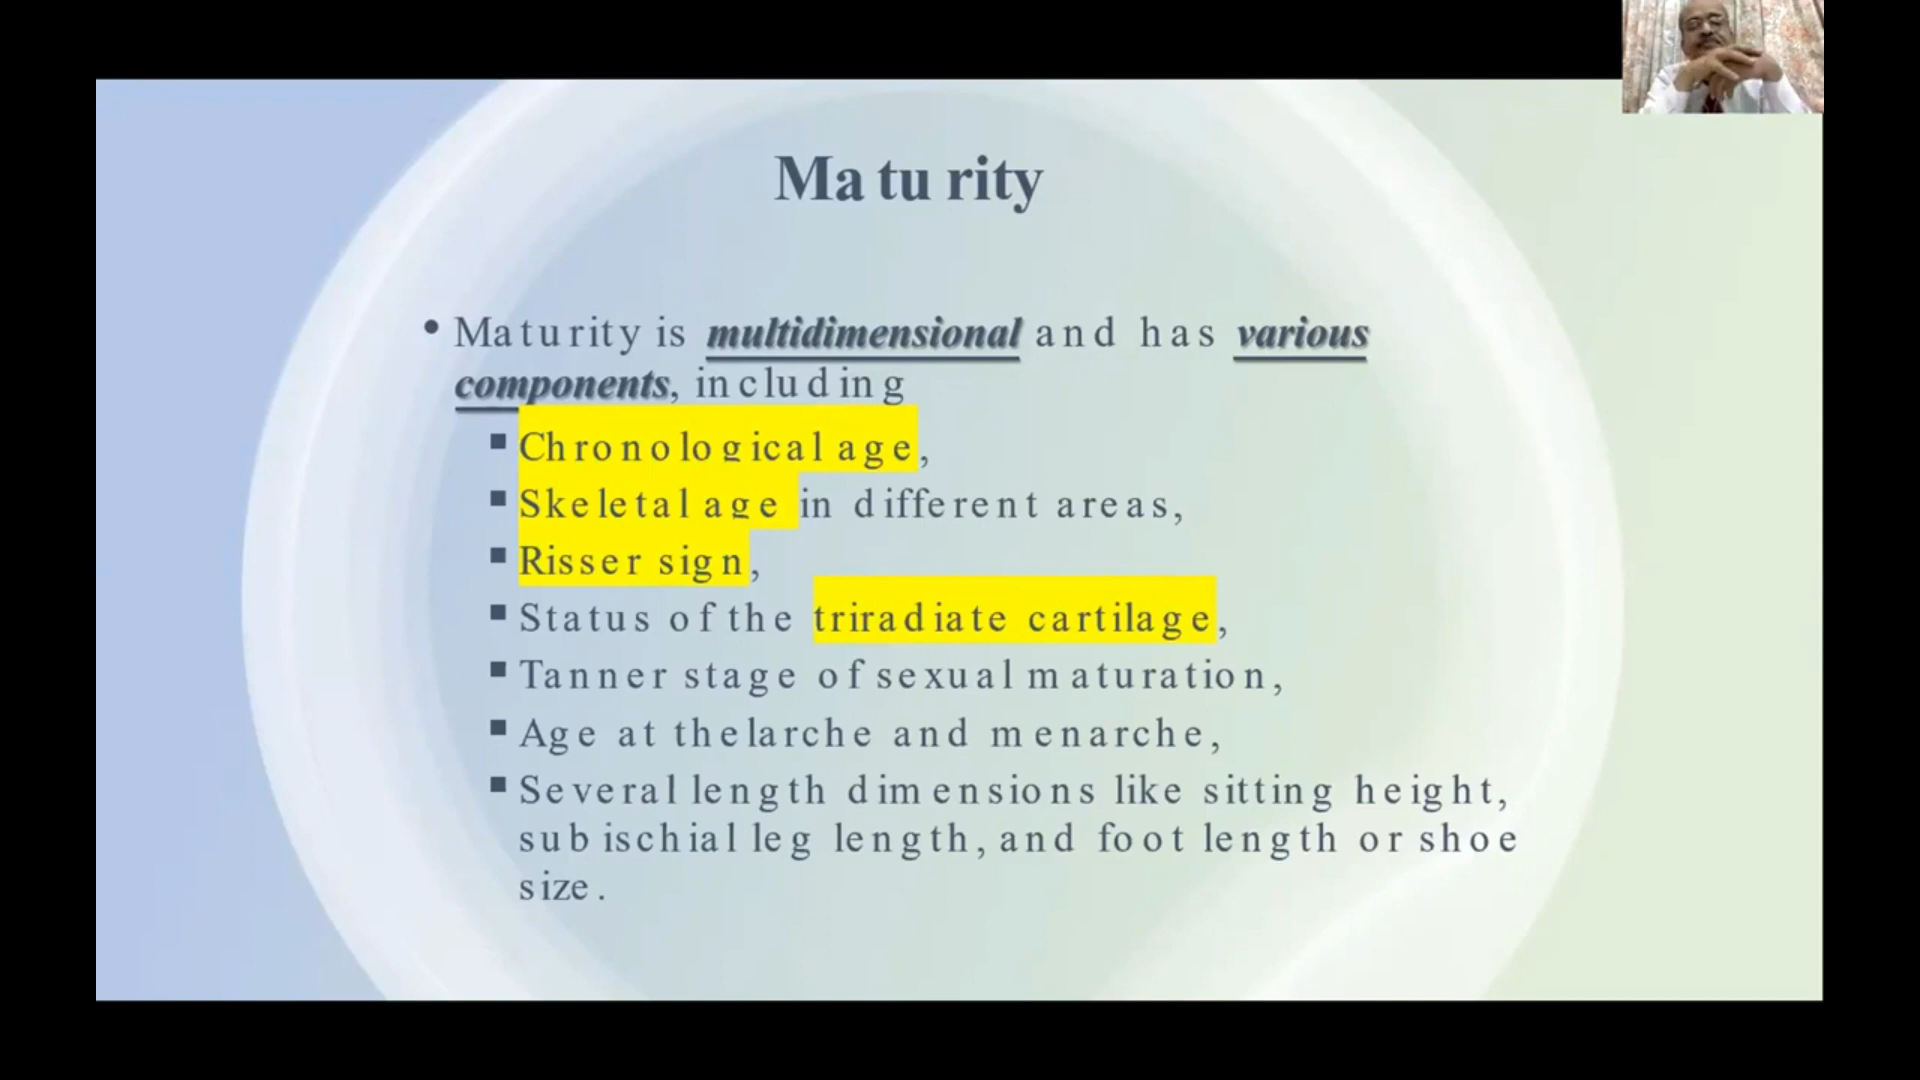 Maturity
• Maturity is multidimensional and has various
components, including
▪ Chronological age,
▪ Skeletal age in different areas,
▪ Risser sign,
▪ Status of the triradiate cartilage,
▪ Tanner stage of sexual maturation,
▪ Age at thelarche and menarche,
▪ Several length dimensions like sitting height,
subischial leg length, and foot length or shoe
size.